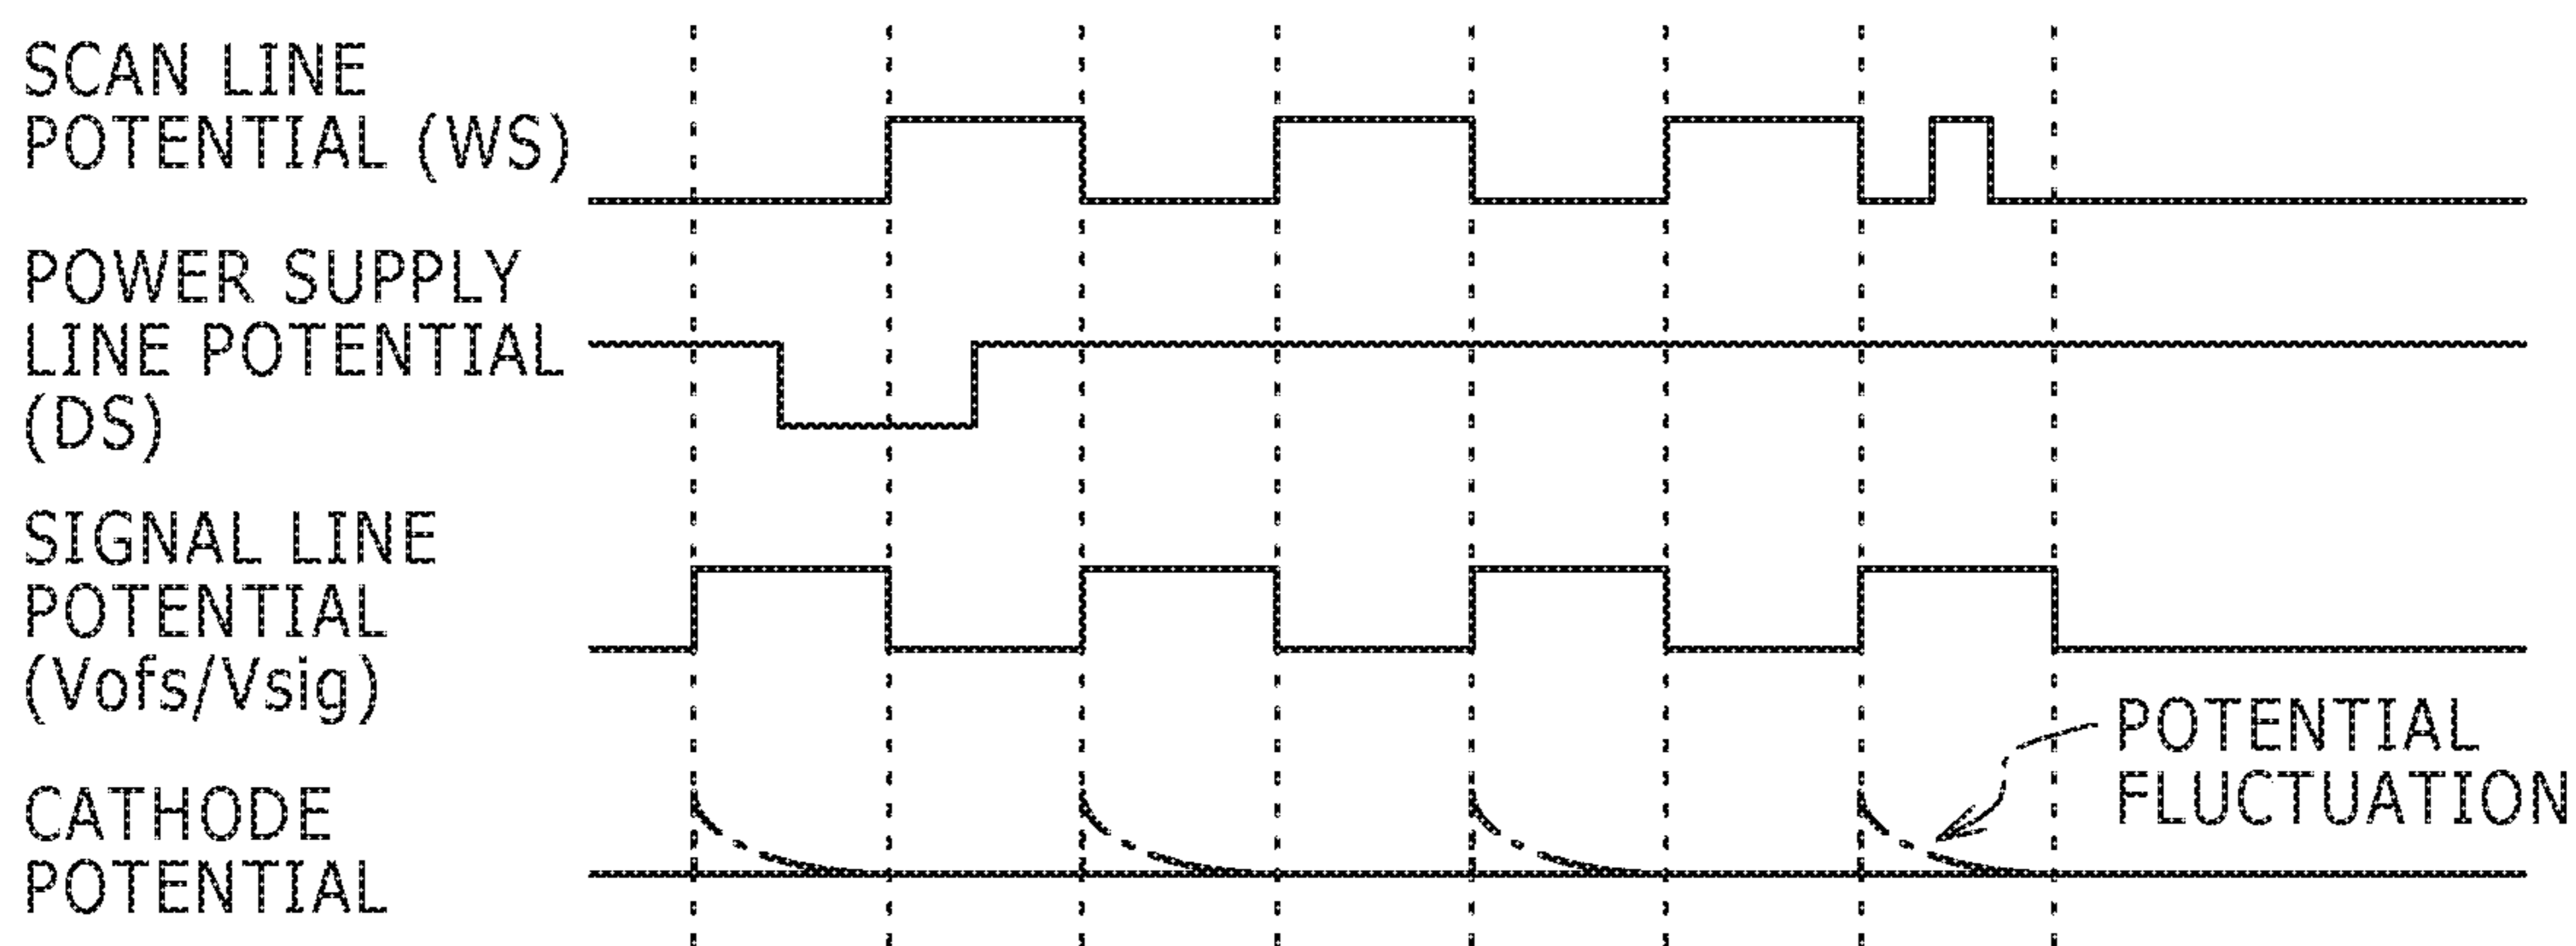 SCAN LINE
POTENTIAL (WS)
POWER SUPPLY
LINE POTENTIAL
(DS)
SIGNAL LINE
POTENTIAL
(Vofs/Vsig)
POTENTIAL
FLUCTUATION
CATHODE
POTENTIAL